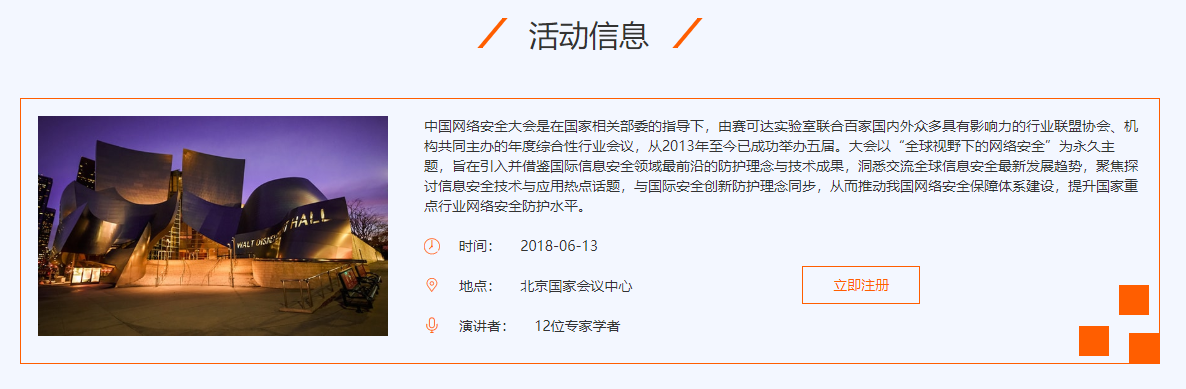 活动信息
中国网络安全大会是在国家相关部委的指导下，由赛可达实验室联合百家国内外众多具有影响力的行业联盟协会、机
构共同主办的年度综合性行业会议，从2013年至今已成功举办五届。大会以“全球视野下的网络安全”为永久主
题，旨在引入并借鉴国际信息安全领域最前沿的防护理念与技术成果，洞悉交流全球信息安全最新发展趋势，聚焦探
讨信息安全技术与应用热点话题，与国际安全创新防护理念同步，从而推动我国网络安全保障体系建设，提升国家重
点行业网络安全防护水平。
WALT DISNEY HALL
时间： 2018-06-13
地点： 北京国家会议中心
立即注册
演讲者： 12位专家学者